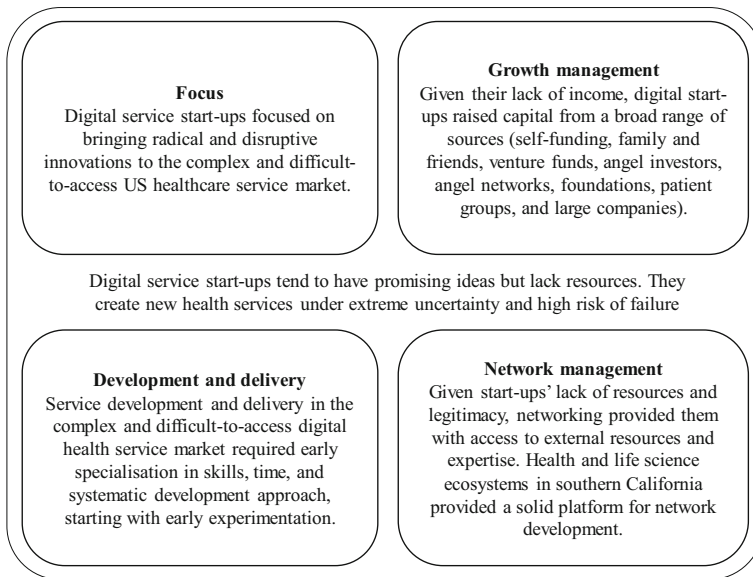 Focus
Digital service start-ups focused on
bringing radical and disruptive
innovations to the complex and difficult-
to-access US healthcare service market.
Growth management
Given their lack of income, digital start-
ups raised capital from a broad range of
sources (self-funding, family and
friends, venture funds, angel investors,
angel networks, foundations, patient
groups, and large companies).
Digital service start-ups tend to have promising ideas but lack resources. They
create new health services under extreme uncertainty and high risk of failure
Development and delivery
Service development and delivery in the
complex and difficult-to-access digital
health service market required early
specialisation in skills, time, and
systematic development approach,
starting with early experimentation.
Network management
Given start-ups’ lack of resources and
legitimacy, networking provided them
with access to external resources and
expertise. Health and life science
ecosystems in southern California
provided a solid platform for network
development.